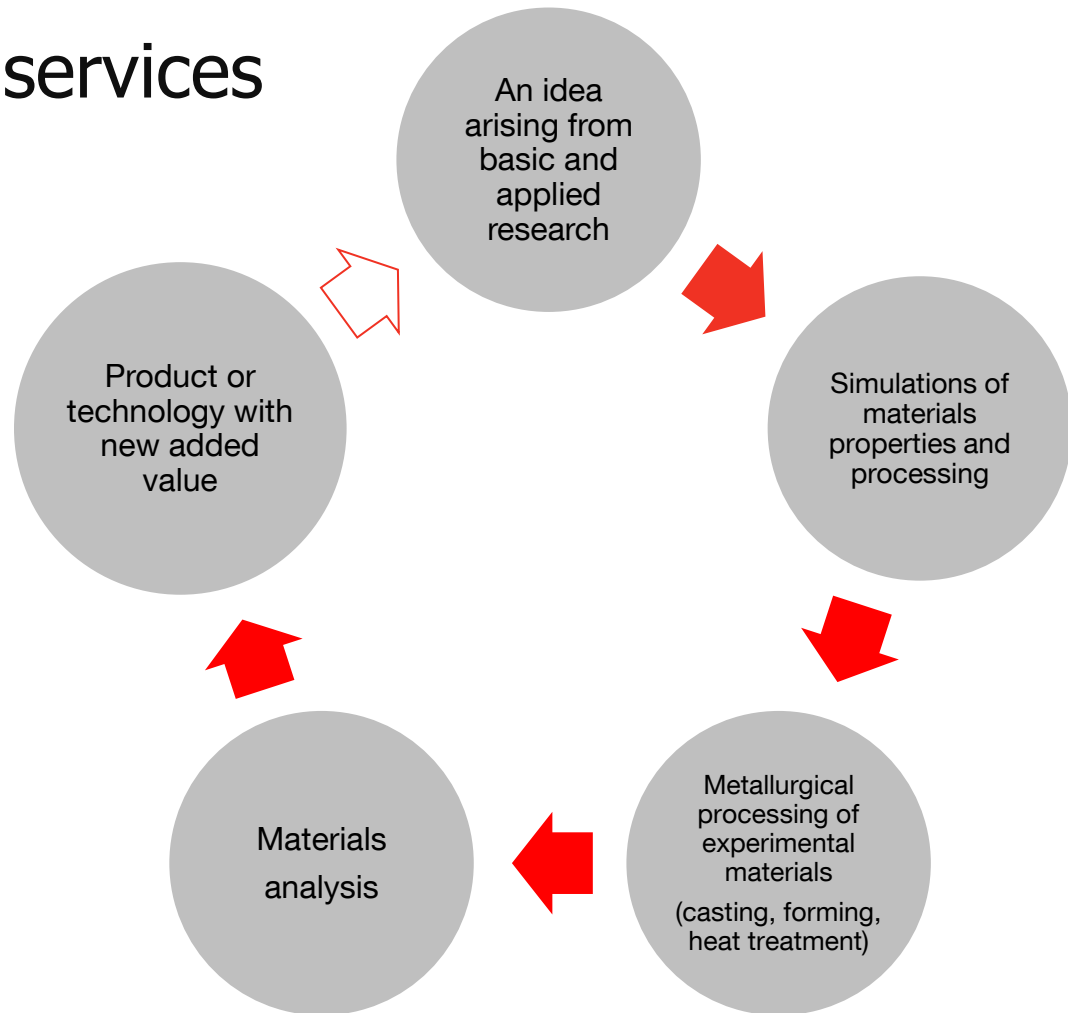 services
An idea
arising from
basic and
applied
research
Simulations of
materials
properties and
processing
Metallurgical
processing of
experimental
materials
(casting, forming,
heat treatment)
Materials
analysis
Product or
technology with
new added
value